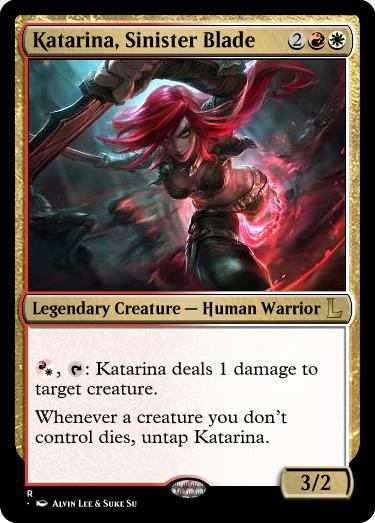 Katarina, Sinister Blade 2
Legendary Creature — Human Warrior L
: Katarina deals 1 damage to
target creature.
Whenever a creature you don't
control dies, untap Katarina.
3/2
R
· Alvin Lee & Suke Su